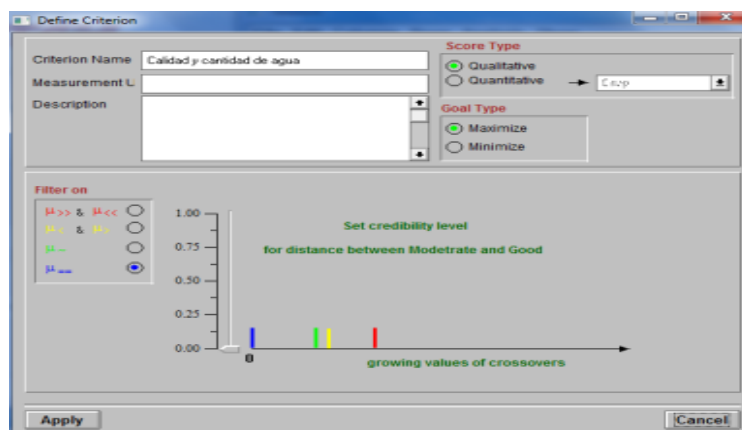 Define Criterion
Criterion Name
Calidad y cantidad de agua
Measurement U
Description
Score Type
Qualitative
Quantitative
Goal Type
Maximize
Minimize
Filter on
μ>> & μ<<
μ< & μ>
1.00
0.75
0.50
0.25
0.00
Set credibility level
for distance between Modetrate and Good
0
growing values of crossovers
Apply
Cancel